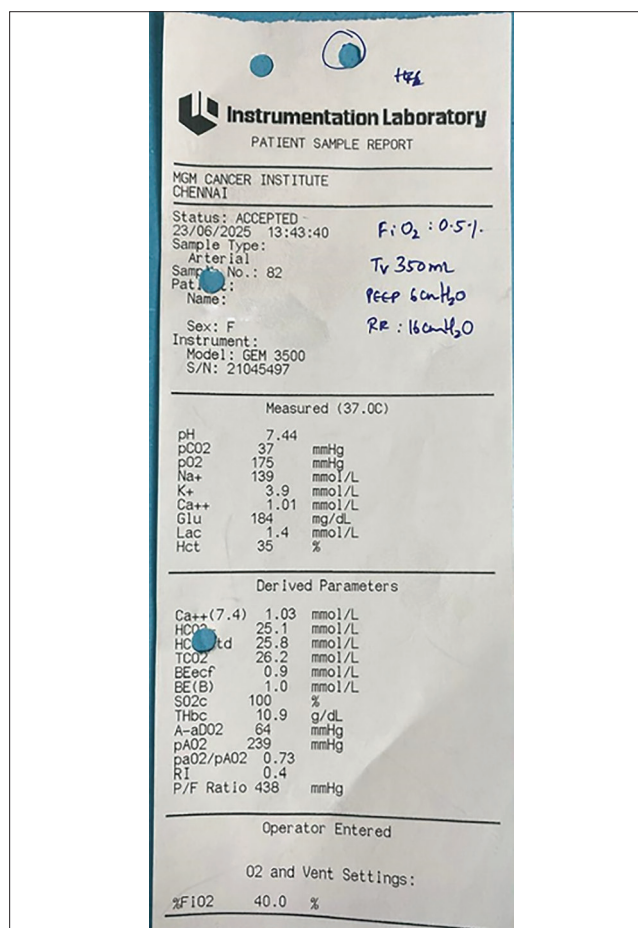 Instrumentation Laboratory
PATIENT SAMPLE REPORT
MGM CANCER INSTITUTE
CHENNAI
Status: ACCEPTED
23/06/2025 13:43:40
Sample Type:
Arterial
No.: 82
Name:
Sex: F
Instrument:
Model: GEM 3500
S/N: 21045497
FiO2 : 0.5%.
TV 350mL
PEEP 6cmH2O
RR : 16cmH2O
Measured (37.0C)
pH 7.44
pCO2 37 mmHg
pO2 175 mmHg
Na+ 139 mmol/L
K+ 3.9 mmol/L
Ca++ 1.01 mmol/L
Glu 184 mg/dL
Lac 1.4 mmol/L
Hct 35 %
Derived Parameters
Ca++(7.4) 1.03 mmol/L
HCO3- 25.1 mmol/L
25.8 mmol/L
TCO2 26.2 mmol/L
BEecf 0.9 mmol/L
BE(B) 1.0 mmol/L
SO2c 100 %
THbc 10.9 g/dL
A-aDO2 64 mmHg
pAO2 239 mmHg
paO2/pAO2 0.73
RI 0.4
P/F Ratio 438 mmHg
Operator Entered
O2 and Vent Settings:
%FiO2 40.0 %